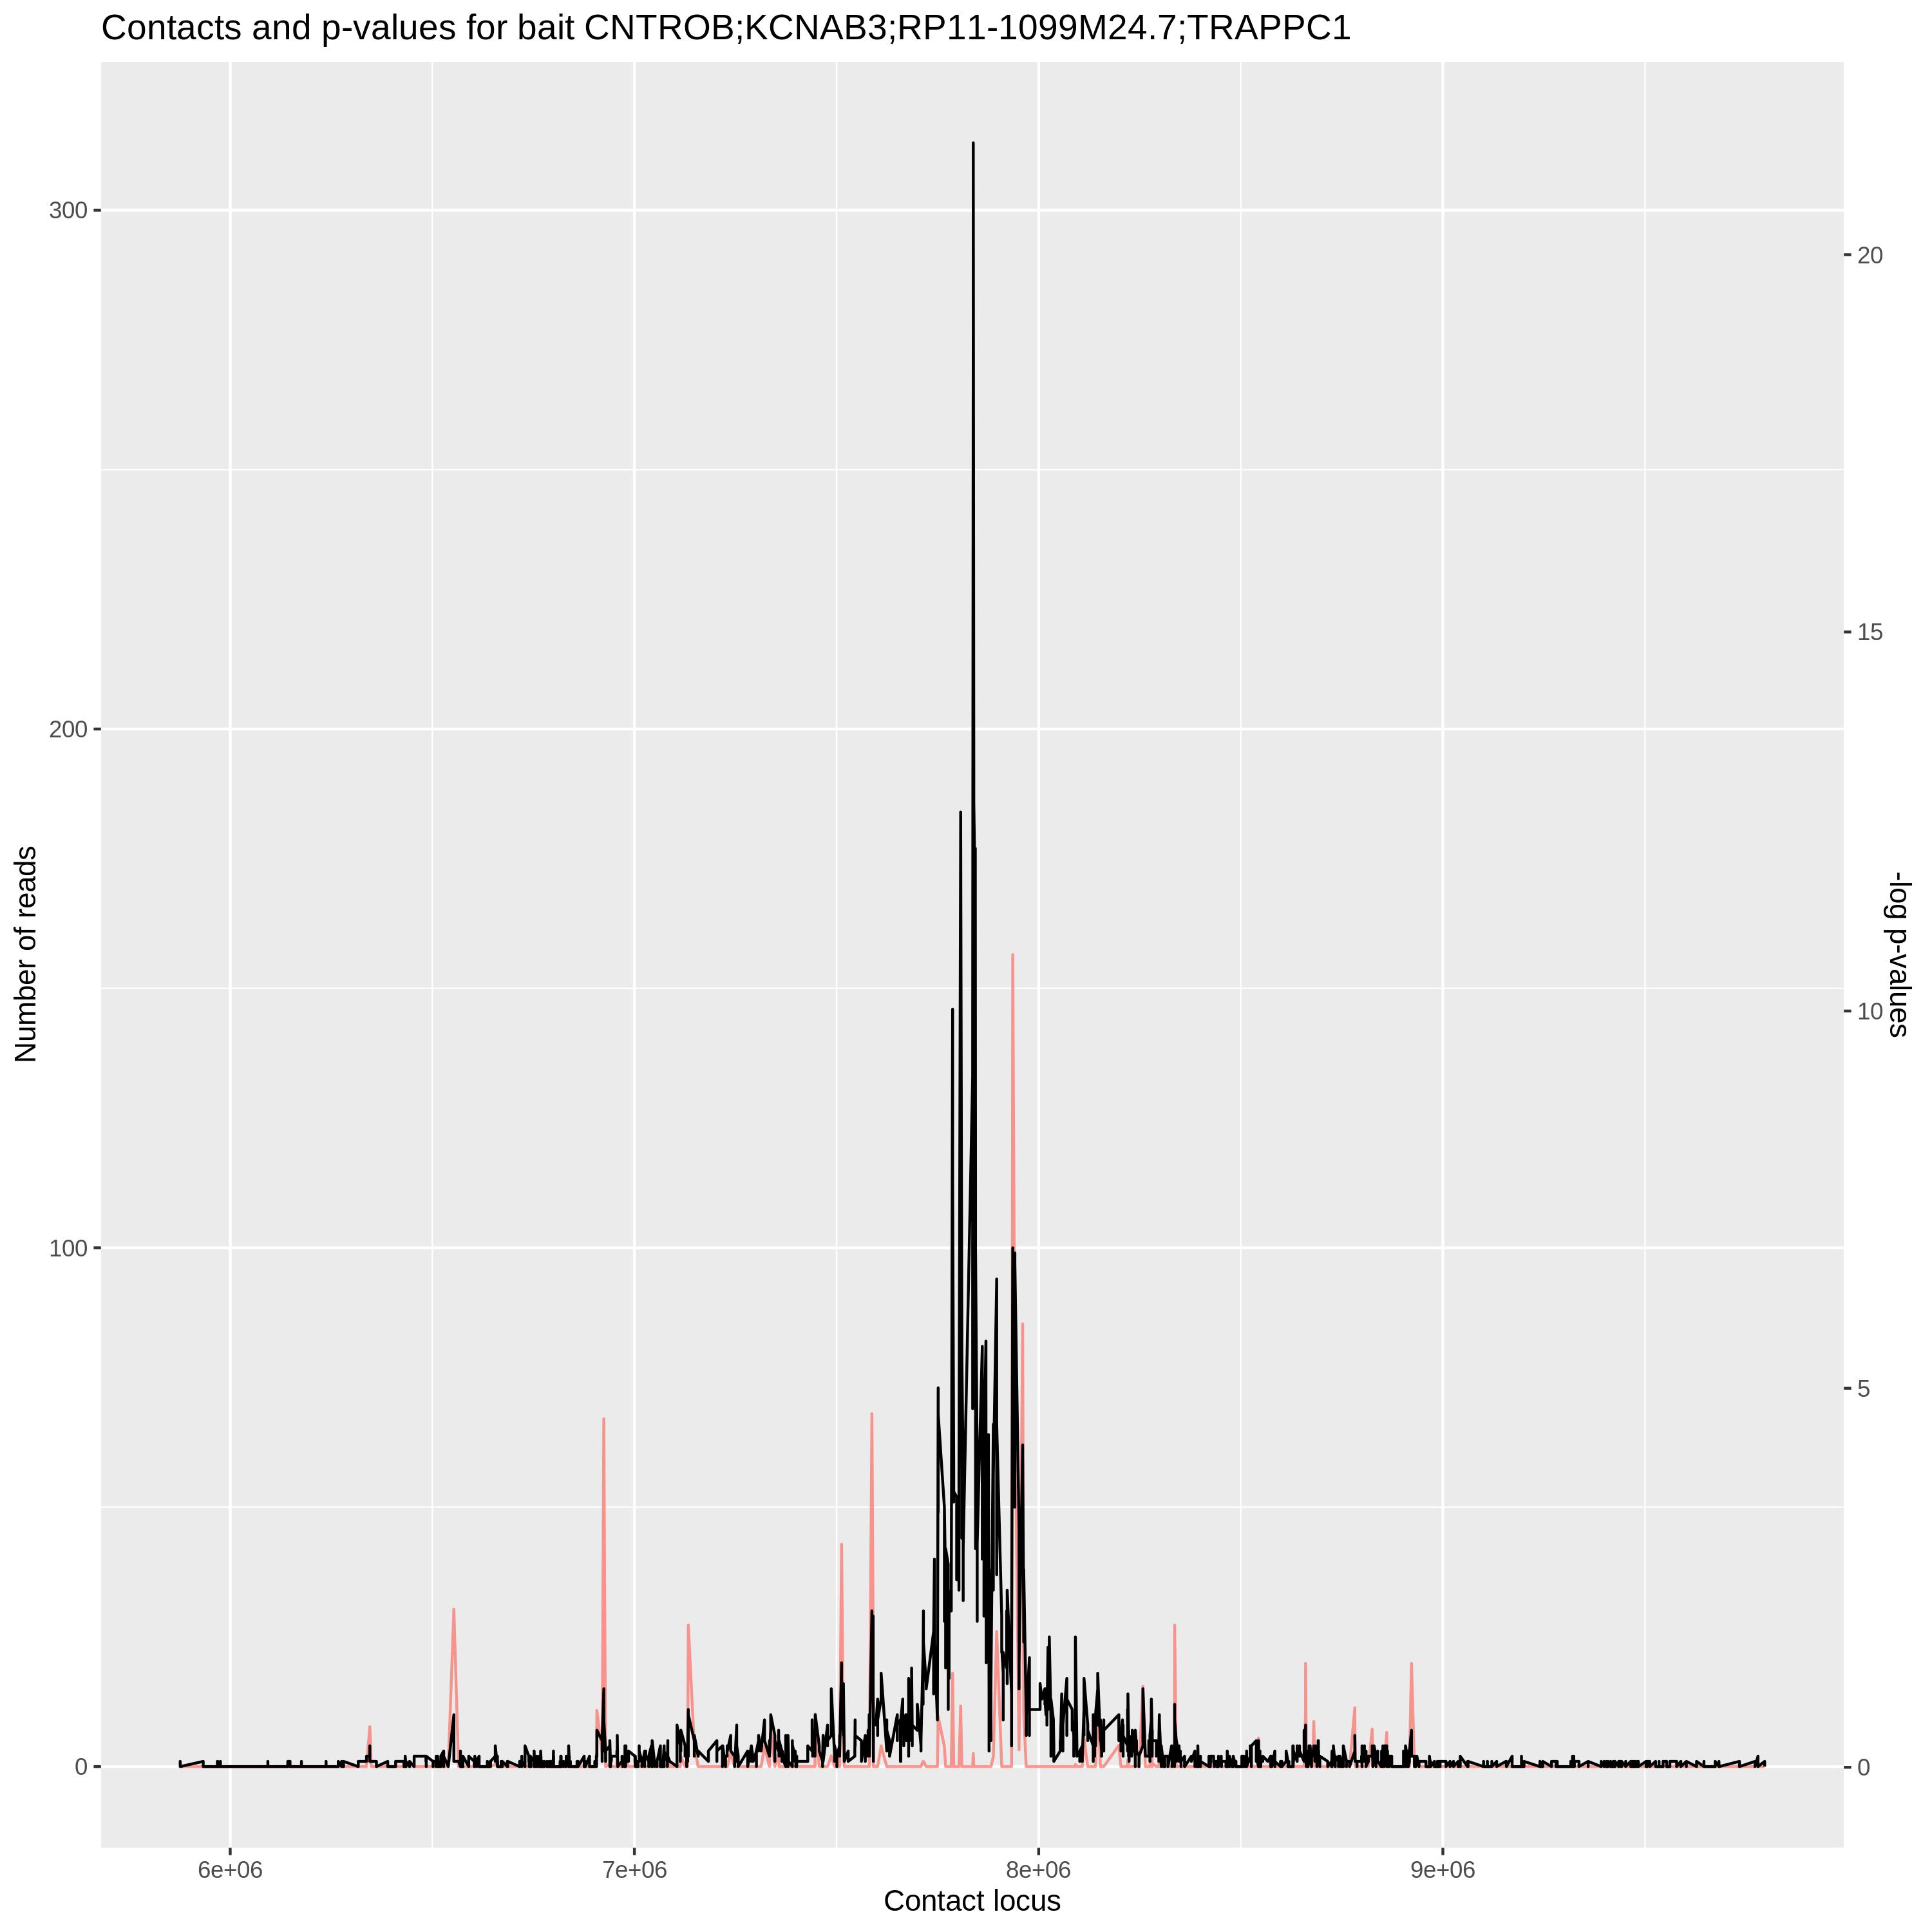 Contacts and p-values for bait CNTROB;KCNAB3;RP11-1099M24.7;TRAPPC1
300
200
100
0
Number of reads
20
15
10
5
0
-log p-values
6e+06
7e+06
8e+06
9e+06
Contact locus